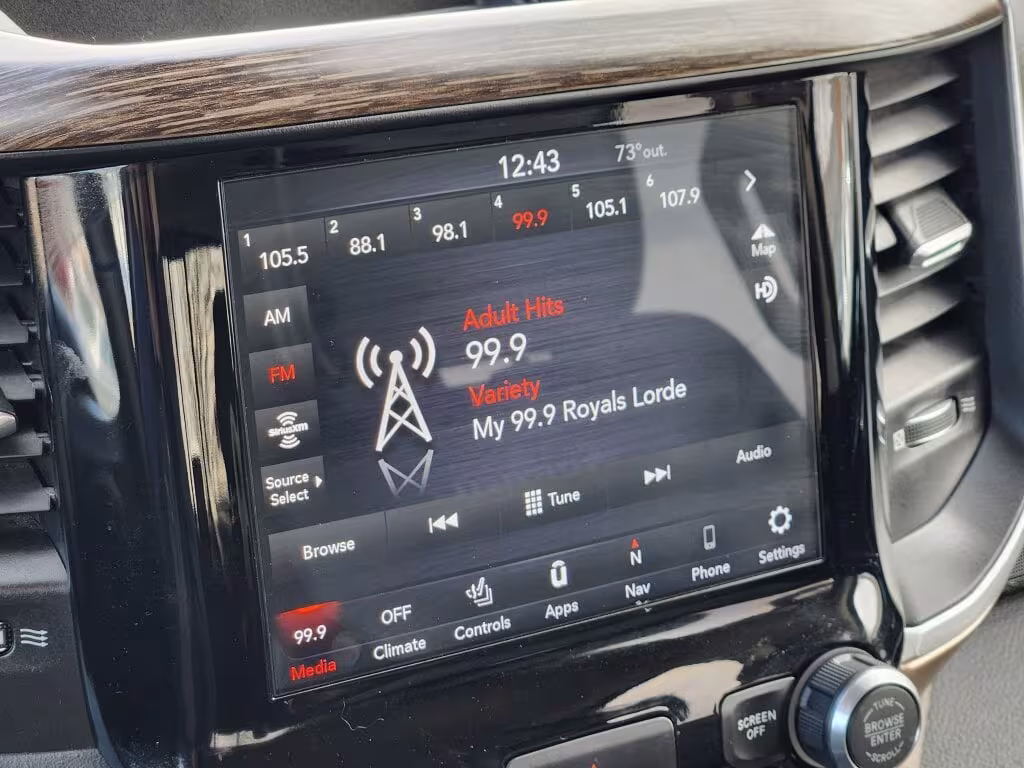 12:43 73° out.
1 2 3 4 5 6
105.5 88.1 98.1 99.9 105.1 107.9
Map
HD
AM
FM
SiriusXM
Source
Select
Adult Hits
99.9
Variety
My 99.9 Royals Lorde
Browse Tune Audio
99.9 OFF N
Media Climate Controls Apps Nav Phone Settings
SCREEN
OFF
TUNE
BROWSE
ENTER
SCROLL